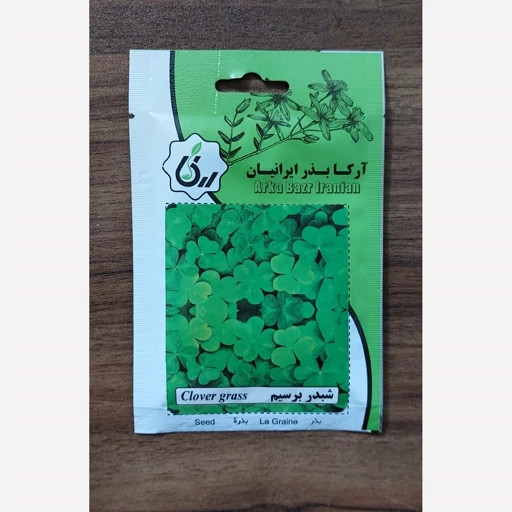 آرکا بذر ایرانیان
Arka Bazr Iranian
Clover grass شبدر برسیم
Seed بذرة La Graine بذر